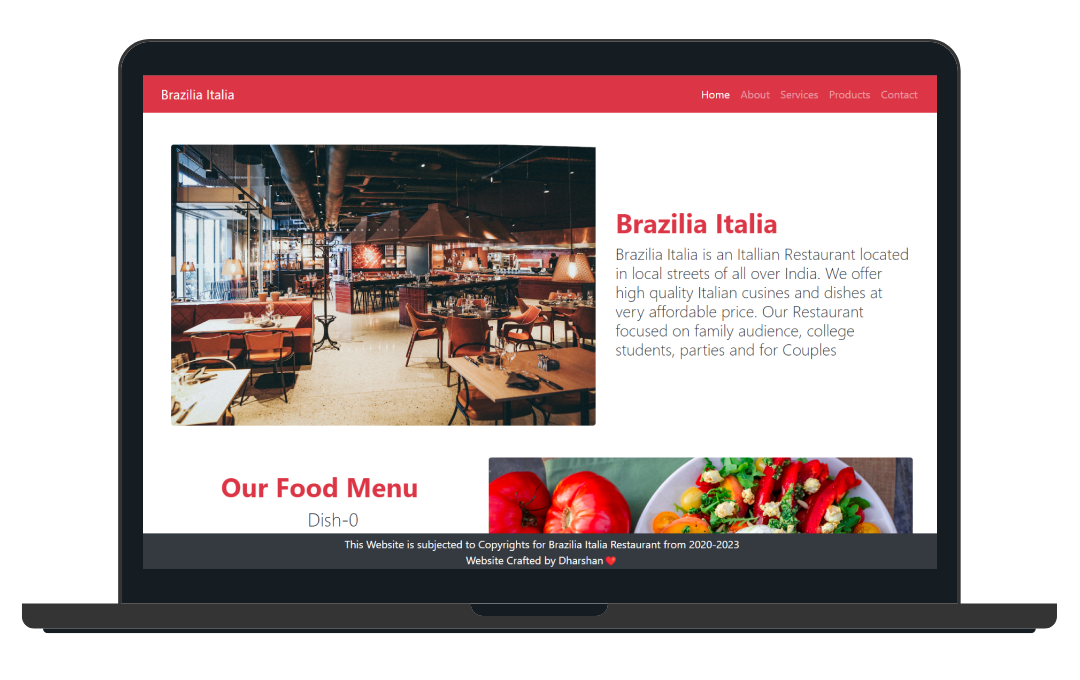 Brazilia Italia
Home About Services Products Contact
Brazilia Italia
Brazilia Italia is an Itallian Restaurant located
in local streets of all over India. We offer
high quality Italian cusines and dishes at
very affordable price. Our Restaurant
focused on family audience, college
students, parties and for Couples
Our Food Menu
Dish-0
This Website is subjected to Copyrights for Brazilia Italia Restaurant from 2020-2023
Website Crafted by Dharshan❤️